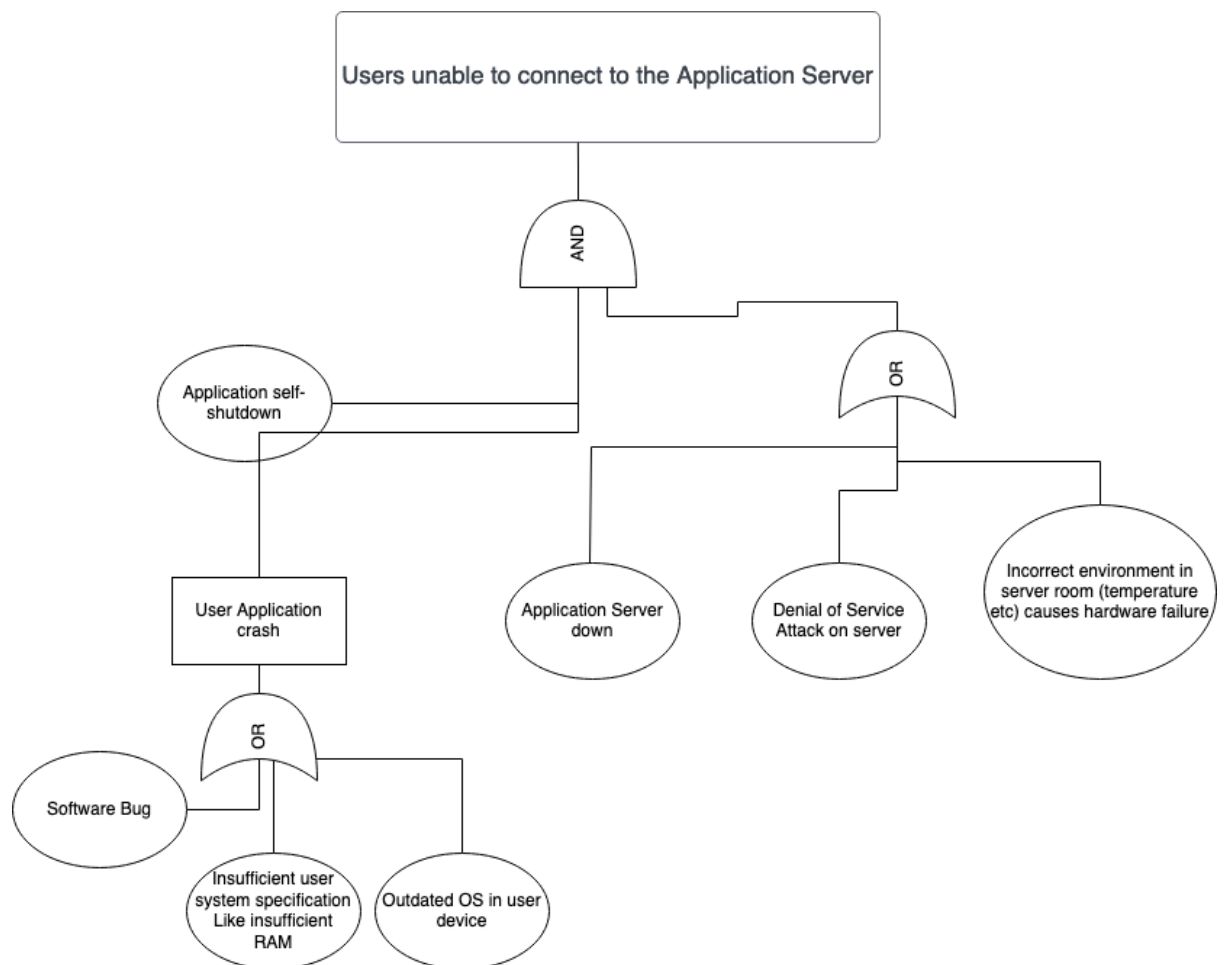 Users unable to connect to the Application Server
AND
OR
Application self-
shutdown
User Application
crash
Application Server
down
Denial of Service
Attack on server
Incorrect environment in
server room (temperature
etc) causes hardware failure
OR
Software Bug
Insufficient user
system specification
Like insufficient
RAM
Outdated OS in user
device